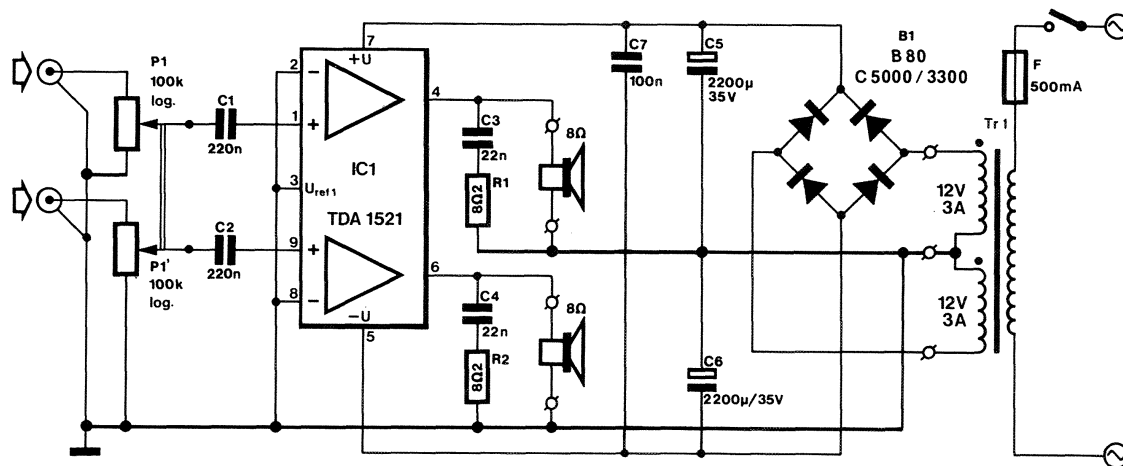 P1
100k
log.
C1
220n
P1'
100k
log.
C2
220n
7
+U
2
−
4
1
+
IC1
3
Uref 1
TDA 1521
9
+
6
8
−
−U
5
C3
22n
R1
8Ω2
8Ω
C4
22n
R2
8Ω2
8Ω
C7
100n
C5
2200µ
35V
C6
2200µ/35V
B1
B 80
C 5000 / 3300
F
500mA
Tr 1
12V
3A
12V
3A